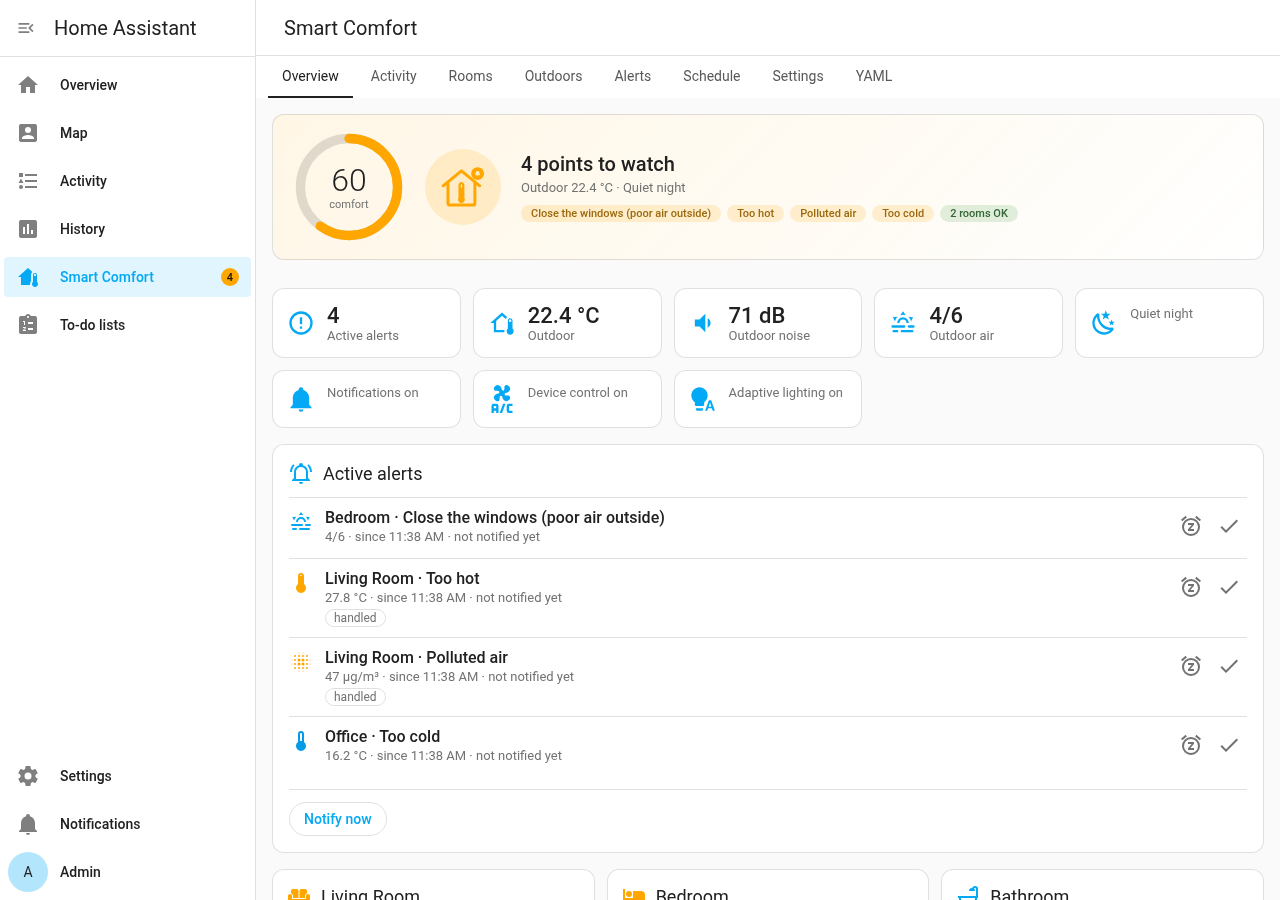 Home Assistant
Smart Comfort
Overview
Activity
Rooms
Outdoors
Alerts
Schedule
Settings
YAML
Overview
Map
Activity
History
Smart Comfort
4
To-do lists
Settings
Notifications
A
Admin
60
comfort
4 points to watch
Outdoor 22.4 °C · Quiet night
Close the windows (poor air outside)
Too hot
Polluted air
Too cold
2 rooms OK
4
Active alerts
22.4 °C
Outdoor
71 dB
Outdoor noise
4/6
Outdoor air
Quiet night
Notifications on
A/C
Device control on
A
Adaptive lighting on
Active alerts
Bedroom · Close the windows (poor air outside)
4/6 · since 11:38 AM · not notified yet
Living Room · Too hot
27.8 °C · since 11:38 AM · not notified yet
handled
Living Room · Polluted air
47 µg/m³ · since 11:38 AM · not notified yet
handled
Office · Too cold
16.2 °C · since 11:38 AM · not notified yet
Notify now
Living Room
Bedroom
Bathroom